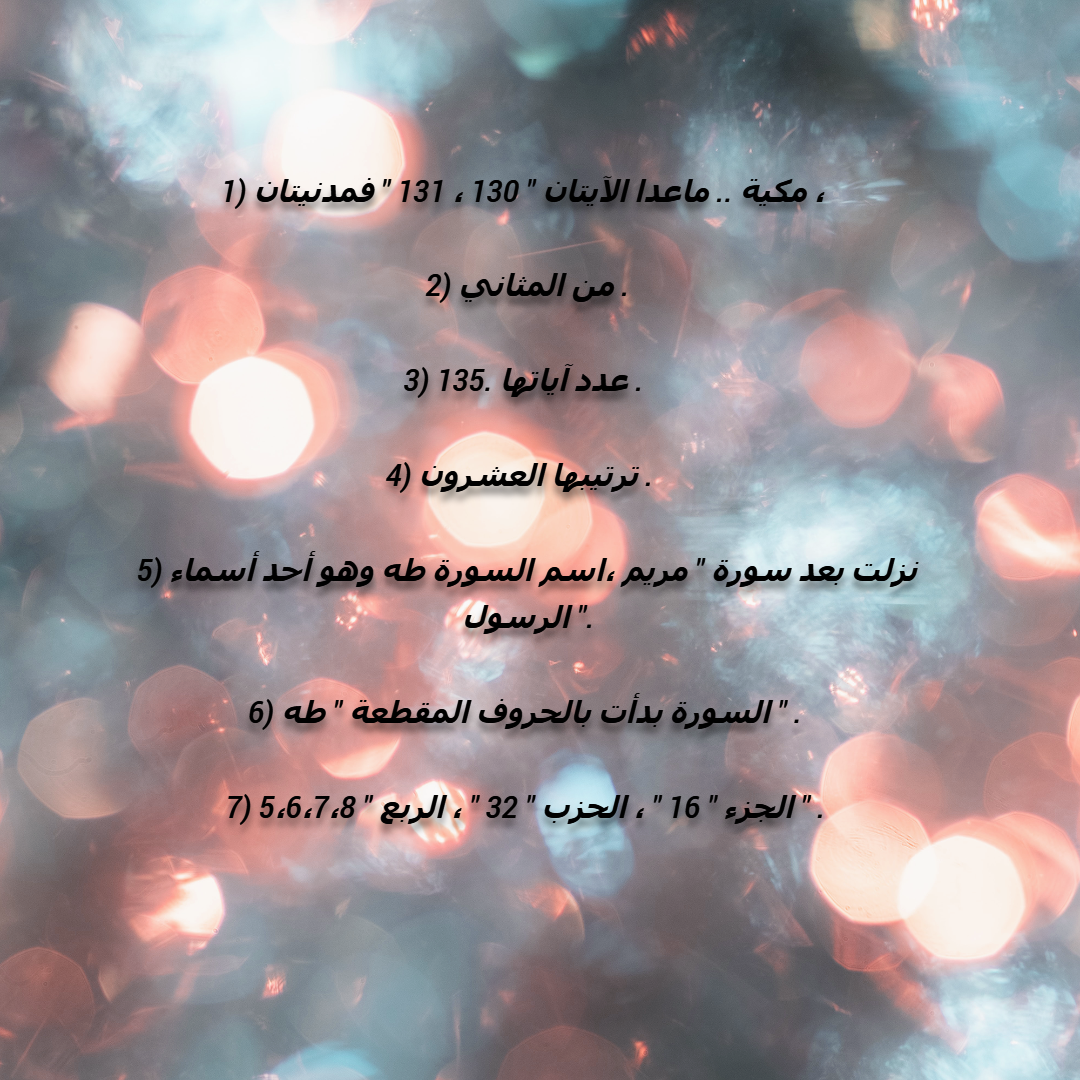 1) مكية .. ماعدا الآيتان " 130 ، 131 " فمدنيتان ،
2) من المثاني .
3) عدد آياتها .135 .
4) ترتيبها العشرون .
5) نزلت بعد سورة " مريم ،اسم السورة طه وهو أحد أسماء
الرسول ".
6) السورة بدأت بالحروف المقطعة " طه " .
7) الجزء " 16 " ، الحزب " 32 " ، الربع " 5،6،7،8 " .